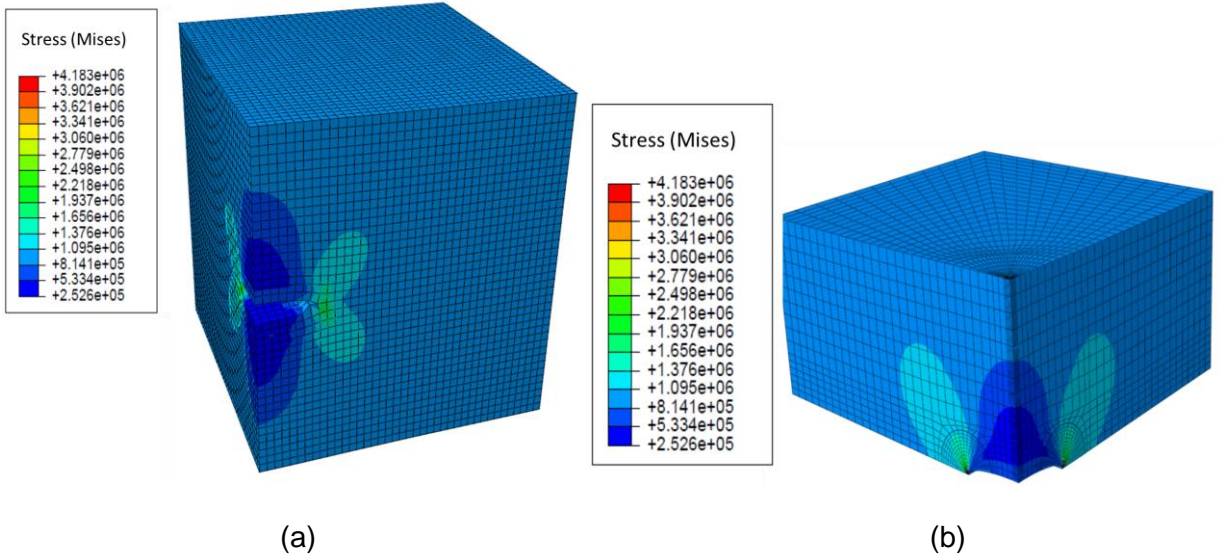 Stress (Mises)
+4.183e+06
+3.902e+06
+3.621e+06
+3.341e+06
+3.060e+06
+2.779e+06
+2.498e+06
+2.218e+06
+1.937e+06
+1.656e+06
+1.376e+06
+1.095e+06
+8.141e+05
+5.334e+05
+2.526e+05
Stress (Mises)
+4.183e+06
+3.902e+06
+3.621e+06
+3.341e+06
+3.060e+06
+2.779e+06
+2.498e+06
+2.218e+06
+1.937e+06
+1.656e+06
+1.376e+06
+1.095e+06
+8.141e+05
+5.334e+05
+2.526e+05
(a)
(b)